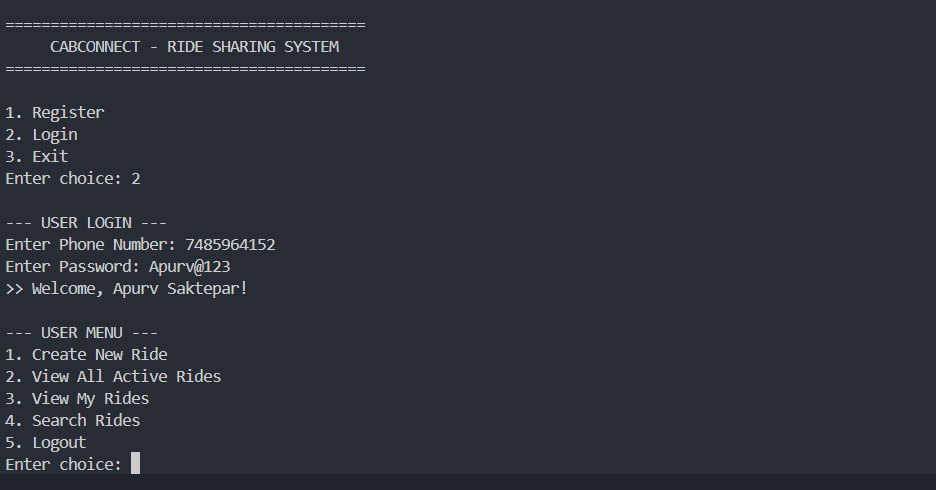 ========================================
CABCONNECT - RIDE SHARING SYSTEM
========================================
1. Register
2. Login
3. Exit
Enter choice: 2
--- USER LOGIN ---
Enter Phone Number: 7485964152
Enter Password: Apurv@123
>> Welcome, Apurv Saktepar!
--- USER MENU ---
1. Create New Ride
2. View All Active Rides
3. View My Rides
4. Search Rides
5. Logout
Enter choice: